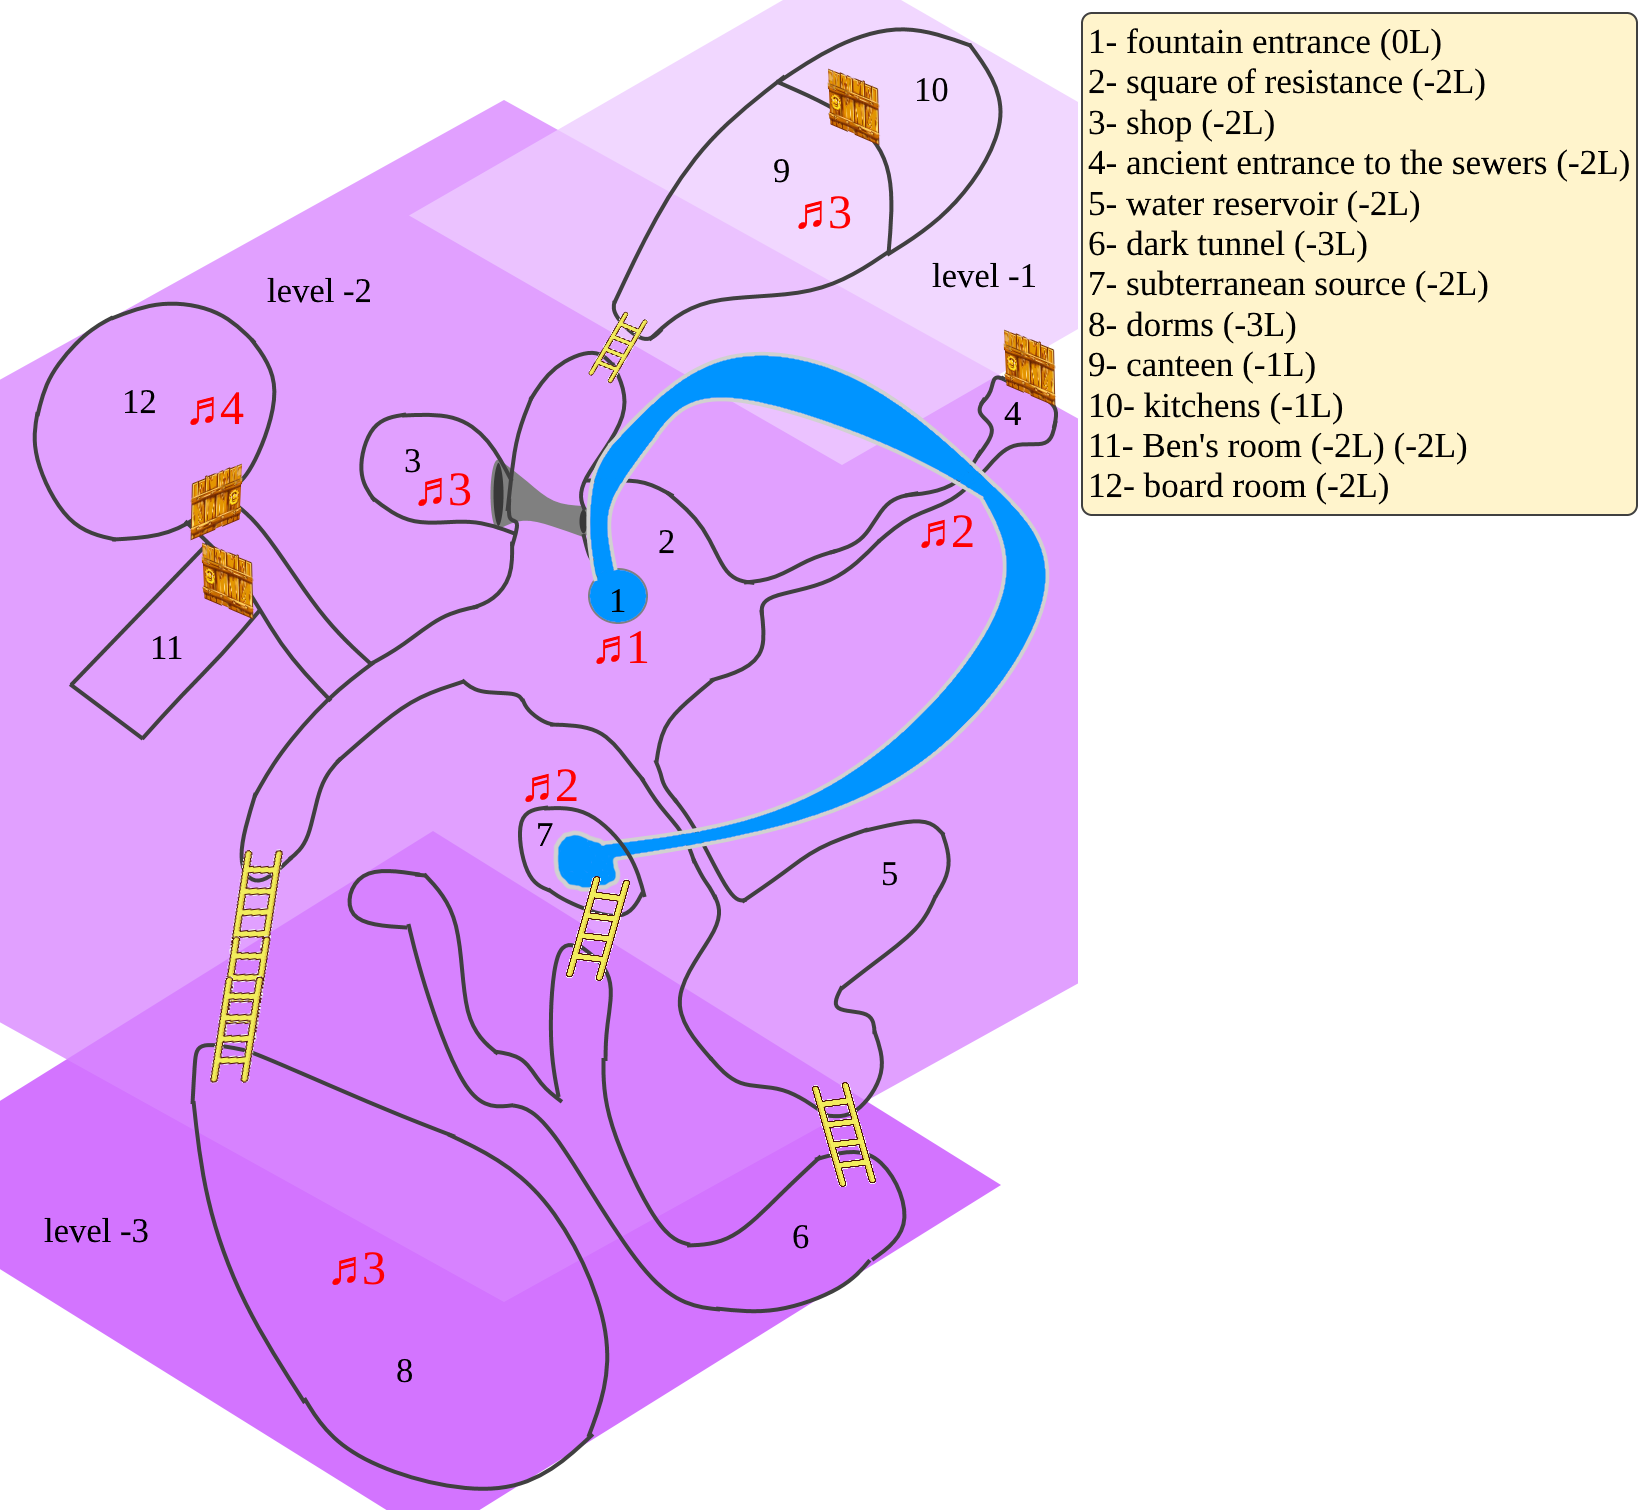 1- fountain entrance (0L)
2- square of resistance (-2L)
3- shop (-2L)
4- ancient entrance to the sewers (-2L)
5- water reservoir (-2L)
6- dark tunnel (-3L)
7- subterranean source (-2L)
8- dorms (-3L)
9- canteen (-1L)
10- kitchens (-1L)
11- Ben's room (-2L) (-2L)
12- board room (-2L)
10
9
♬3
level -1
level -2
12
♬4
3
♬3
4
2
♬2
1
♬1
11
♬2
7
5
level -3
6
♬3
8